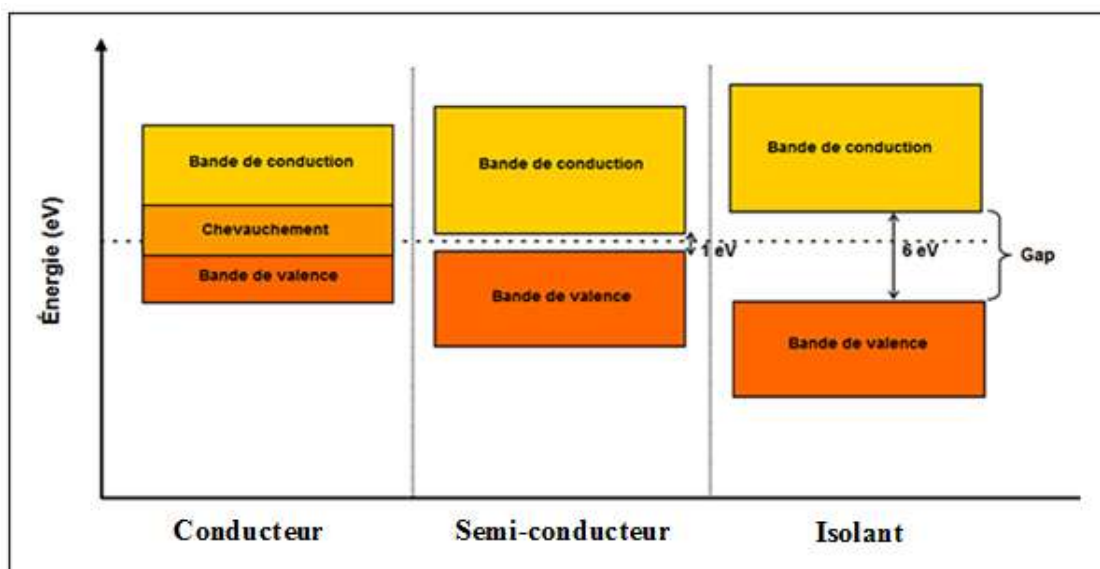 Énergie (eV)
Bande de conduction
Chevauchement
Bande de valence
Bande de conduction
1 eV
Bande de valence
Bande de conduction
6 eV
Gap
Bande de valence
Conducteur
Semi-conducteur
Isolant